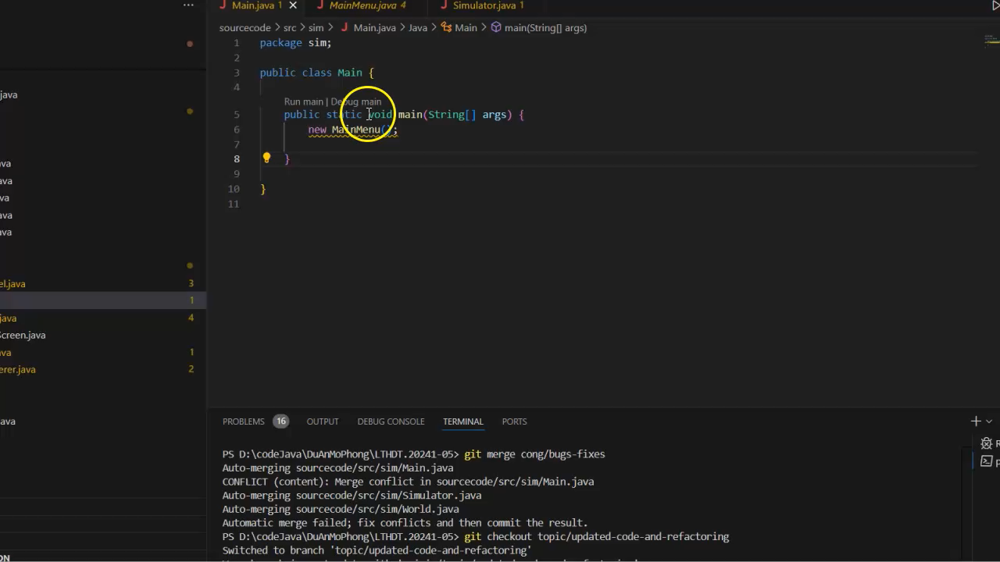 Main.java 1
MainMenu.java 4
Simulator.java 1
sourcecode > src > sim > Main.java > Java > Main > main(String[] args)
1 package sim;
2
3 public class Main {
4
Run main | Debug main
5 public static void main(String[] args) {
6 new MainMenu();
7
8 }
9
10 }
11
.java
ava
.java
va
ava
va
el.java 3
1
.java 4
Screen.java
va 1
erer.java 2
ava
ON
PROBLEMS 16 OUTPUT DEBUG CONSOLE TERMINAL PORTS
PS D:\codeJava\DuAnMoPhong\LTHDT.20241-05> git merge cong/bugs-fixes
Auto-merging sourcecode/src/sim/Main.java
CONFLICT (content): Merge conflict in sourcecode/src/sim/Main.java
Auto-merging sourcecode/src/sim/Simulator.java
Auto-merging sourcecode/src/sim/World.java
Automatic merge failed; fix conflicts and then commit the result.
PS D:\codeJava\DuAnMoPhong\LTHDT.20241-05> git checkout topic/updated-code-and-refactoring
Switched to branch 'topic/updated-code-and-refactoring'